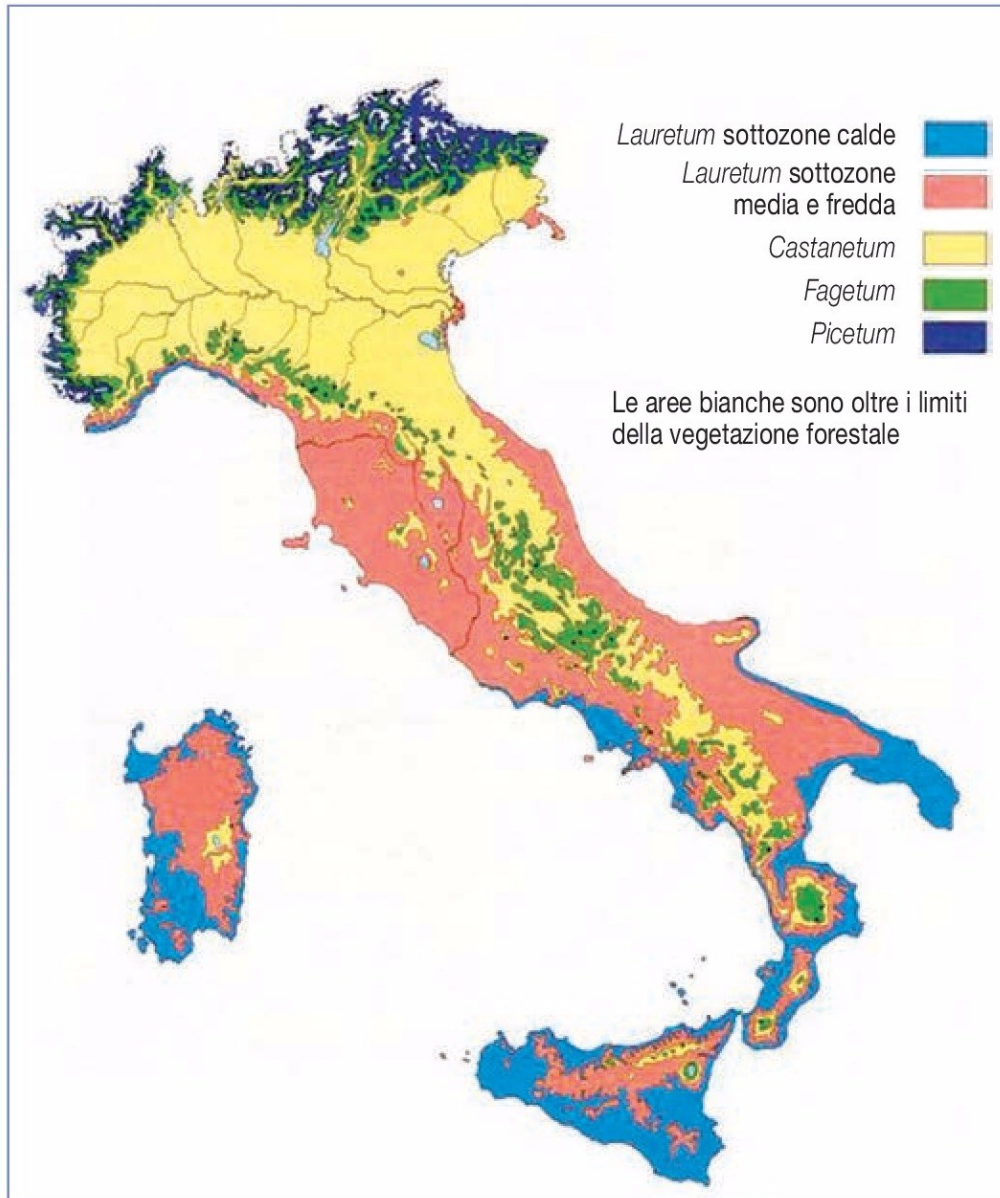 Lauretum sottozone calde
Lauretum sottozone
media e fredda
Castanetum
Fagetum
Picetum
Le aree bianche sono oltre i limiti
della vegetazione forestale